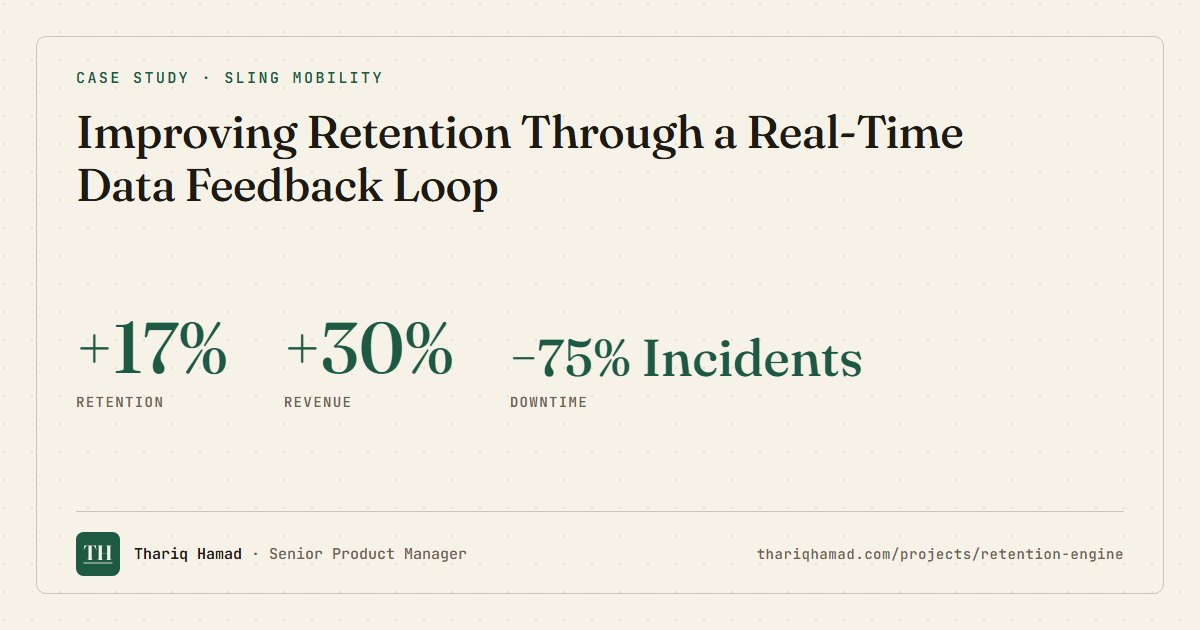 CASE STUDY · SLING MOBILITY
Improving Retention Through a Real-Time
Data Feedback Loop
+17%
RETENTION
+30%
REVENUE
−75% Incidents
DOWNTIME
TH
Thariq Hamad · Senior Product Manager
thariqhamad.com/projects/retention-engine